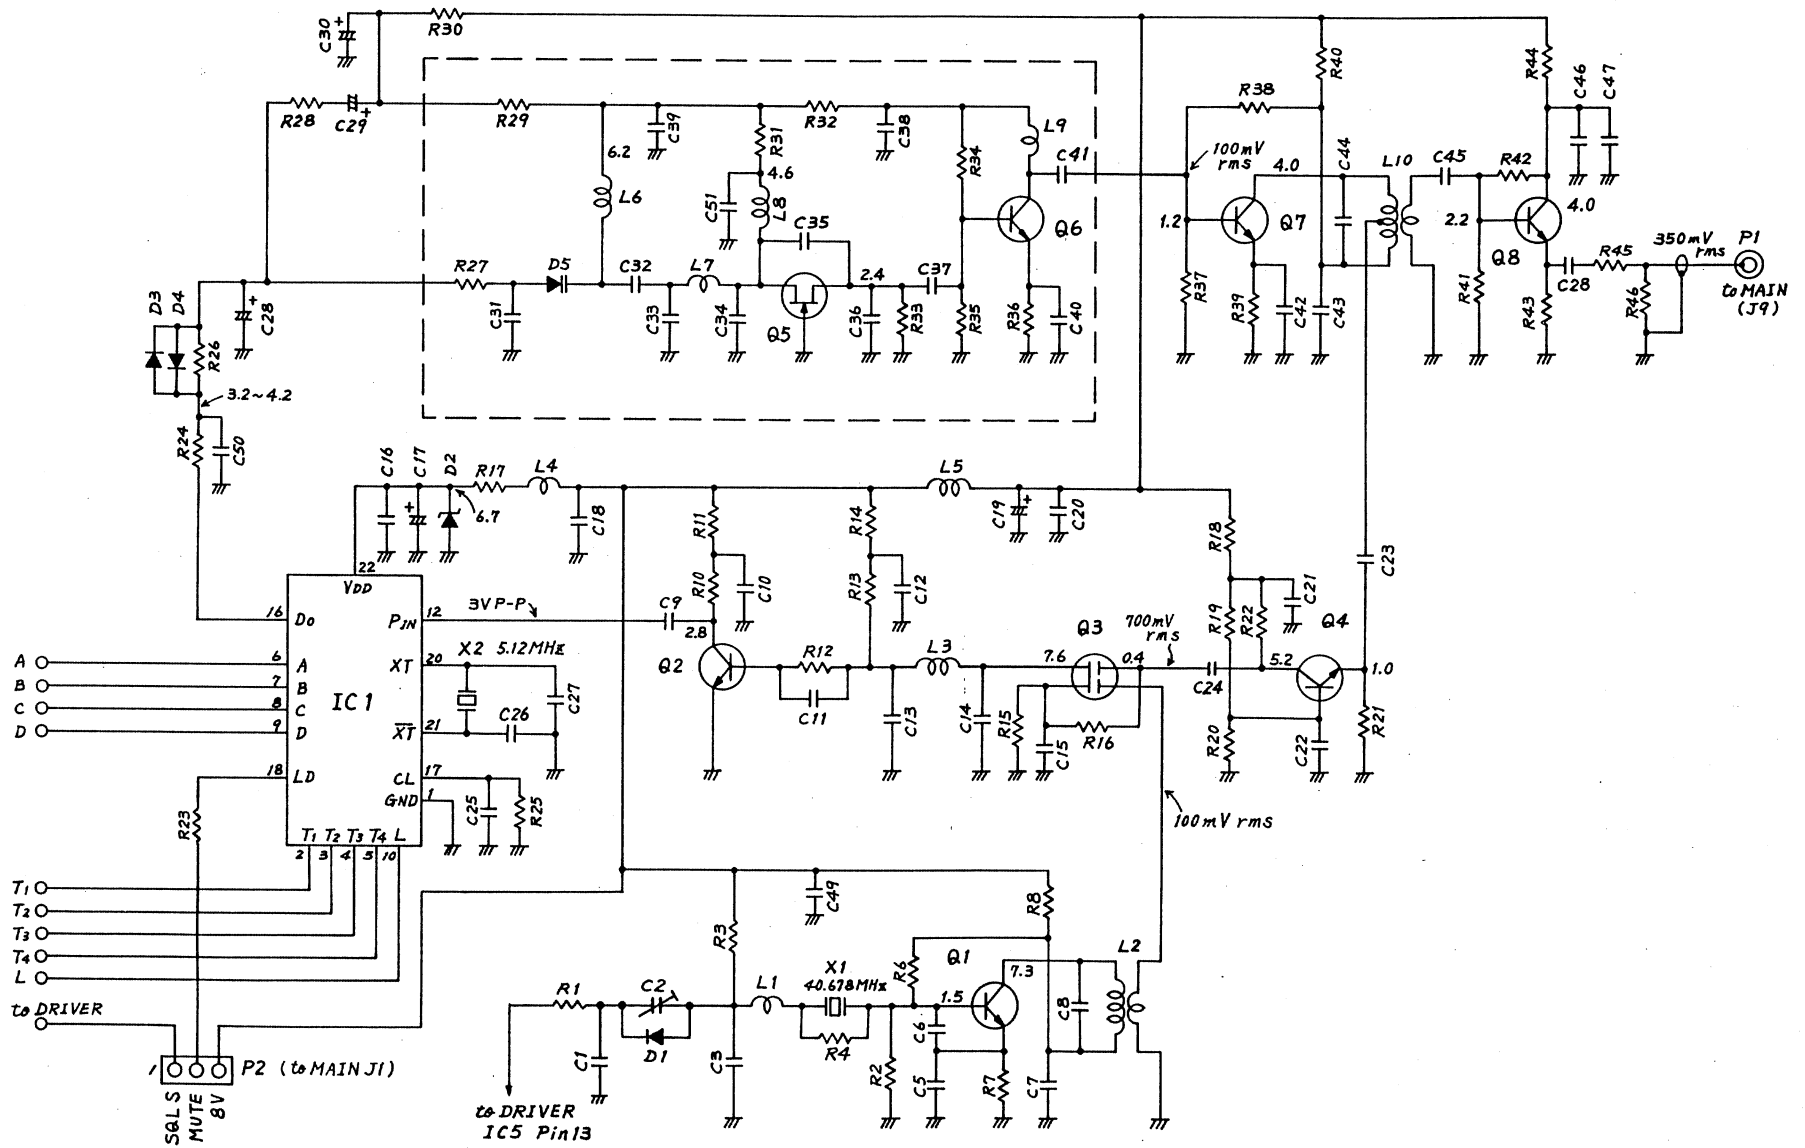 C30 +
R30
R28
C29 +
R29
C39
R31
R32
C38
R34
L9
C41
100mV
rms
R38
R40
4.0
C44
L10
C45
R42
R44
C46
C47
6.2
L6
4.6
C51
L8
C35
Q6
1.2
Q7
2.2
4.0
Q8
350mV
rms
P1
to MAIN
(J9)
D3
D4
R26
C28
R27
D5
C31
C32
C33
L7
C34
Q5
2.4
C36
R33
C37
R35
R36
C40
R37
R39
C42
C43
R41
R43
C28
R45
R46
3.2~4.2
R24
C50
C16
C17 +
D2
6.7
R17
L4
C18
R11
R14
L5
C19 +
C20
R18
C23
22
VDD
16 Do
PIN 12
3V P-P
C9
2.8
R10
C10
R13
C12
R19
R22
C21
Q4
A 6 A
B 7 B
C 8 C
D 9 D
IC1
XT 20
X2 5.12MHz
XT 21
C26
C27
Q2
R12
C11
L3
C13
C14
7.6
Q3
0.4
700mV
rms
C24
5.2
1.0
R15
C15
R16
R20
C22
R21
18 LD
CL 17
GND 1
C25
R25
R23
T1 T2 T3 T4 L
2 3 4 5 10
100mV rms
T1
T2
T3
T4
L
to DRIVER
1
P2 (to MAIN J1)
SQLS
MUTE
8V
R3
C49
R8
R1
C2
D1
C1
C3
L1
X1
40.678MHz
R4
R6
Q1
7.3
1.5
C6
R2
C5
R7
C7
C8
L2
to DRIVER
IC5 Pin13